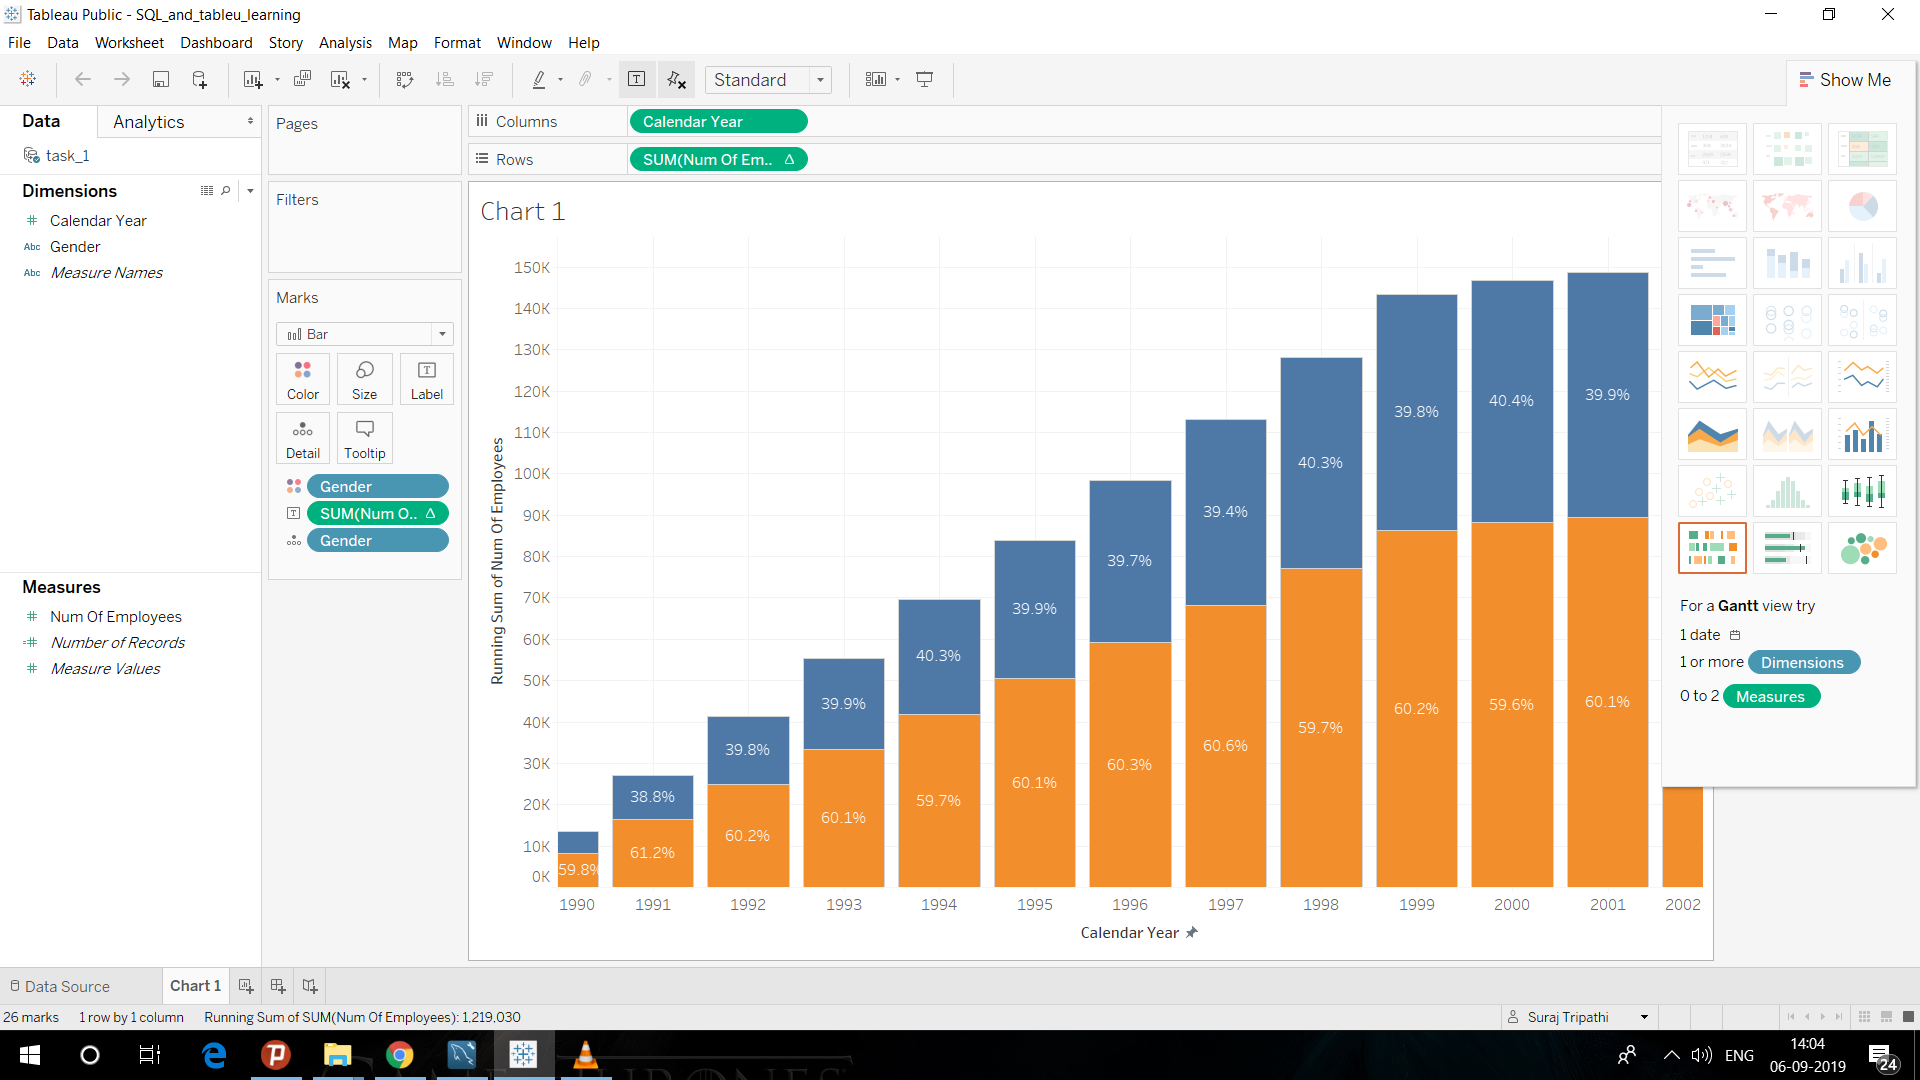 Tableau Public - SQL_and_tableu_learning
File Data Worksheet Dashboard Story Analysis Map Format Window Help
Standard
Show Me
Data
Analytics
task_1
Dimensions
Calendar Year
Abc Gender
Abc Measure Names
Measures
Num Of Employees
Number of Records
Measure Values
Pages
Filters
Marks
Bar
Color Size Label
Detail Tooltip
Gender
SUM(Num O.. Δ
Gender
Columns Calendar Year
Rows SUM(Num Of Em.. Δ
Chart 1
Running Sum of Num Of Employees
150K
140K
130K
120K
110K
100K
90K
80K
70K
60K
50K
40K
30K
20K
10K
0K
59.8%
38.8%
61.2%
39.8%
60.2%
39.9%
60.1%
40.3%
59.7%
39.9%
60.1%
39.7%
60.3%
39.4%
60.6%
40.3%
59.7%
39.8%
60.2%
40.4%
59.6%
39.9%
60.1%
1990 1991 1992 1993 1994 1995 1996 1997 1998 1999 2000 2001 2002
Calendar Year
For a Gantt view try
1 date
1 or more Dimensions
0 to 2 Measures
Data Source
Chart 1
26 marks 1 row by 1 column Running Sum of SUM(Num Of Employees): 1,219,030
Suraj Tripathi
ENG
14:04
06-09-2019
24